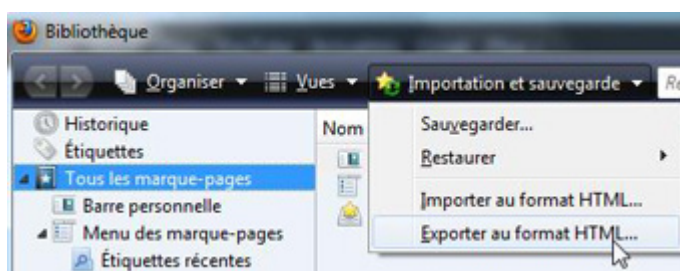 Bibliothèque
Organiser Vues Importation et sauvegarde
Historique
Étiquettes
Tous les marque-pages
Barre personnelle
Menu des marque-pages
Étiquettes récentes
Nom
Sauvegarder...
Restaurer
Importer au format HTML...
Exporter au format HTML...